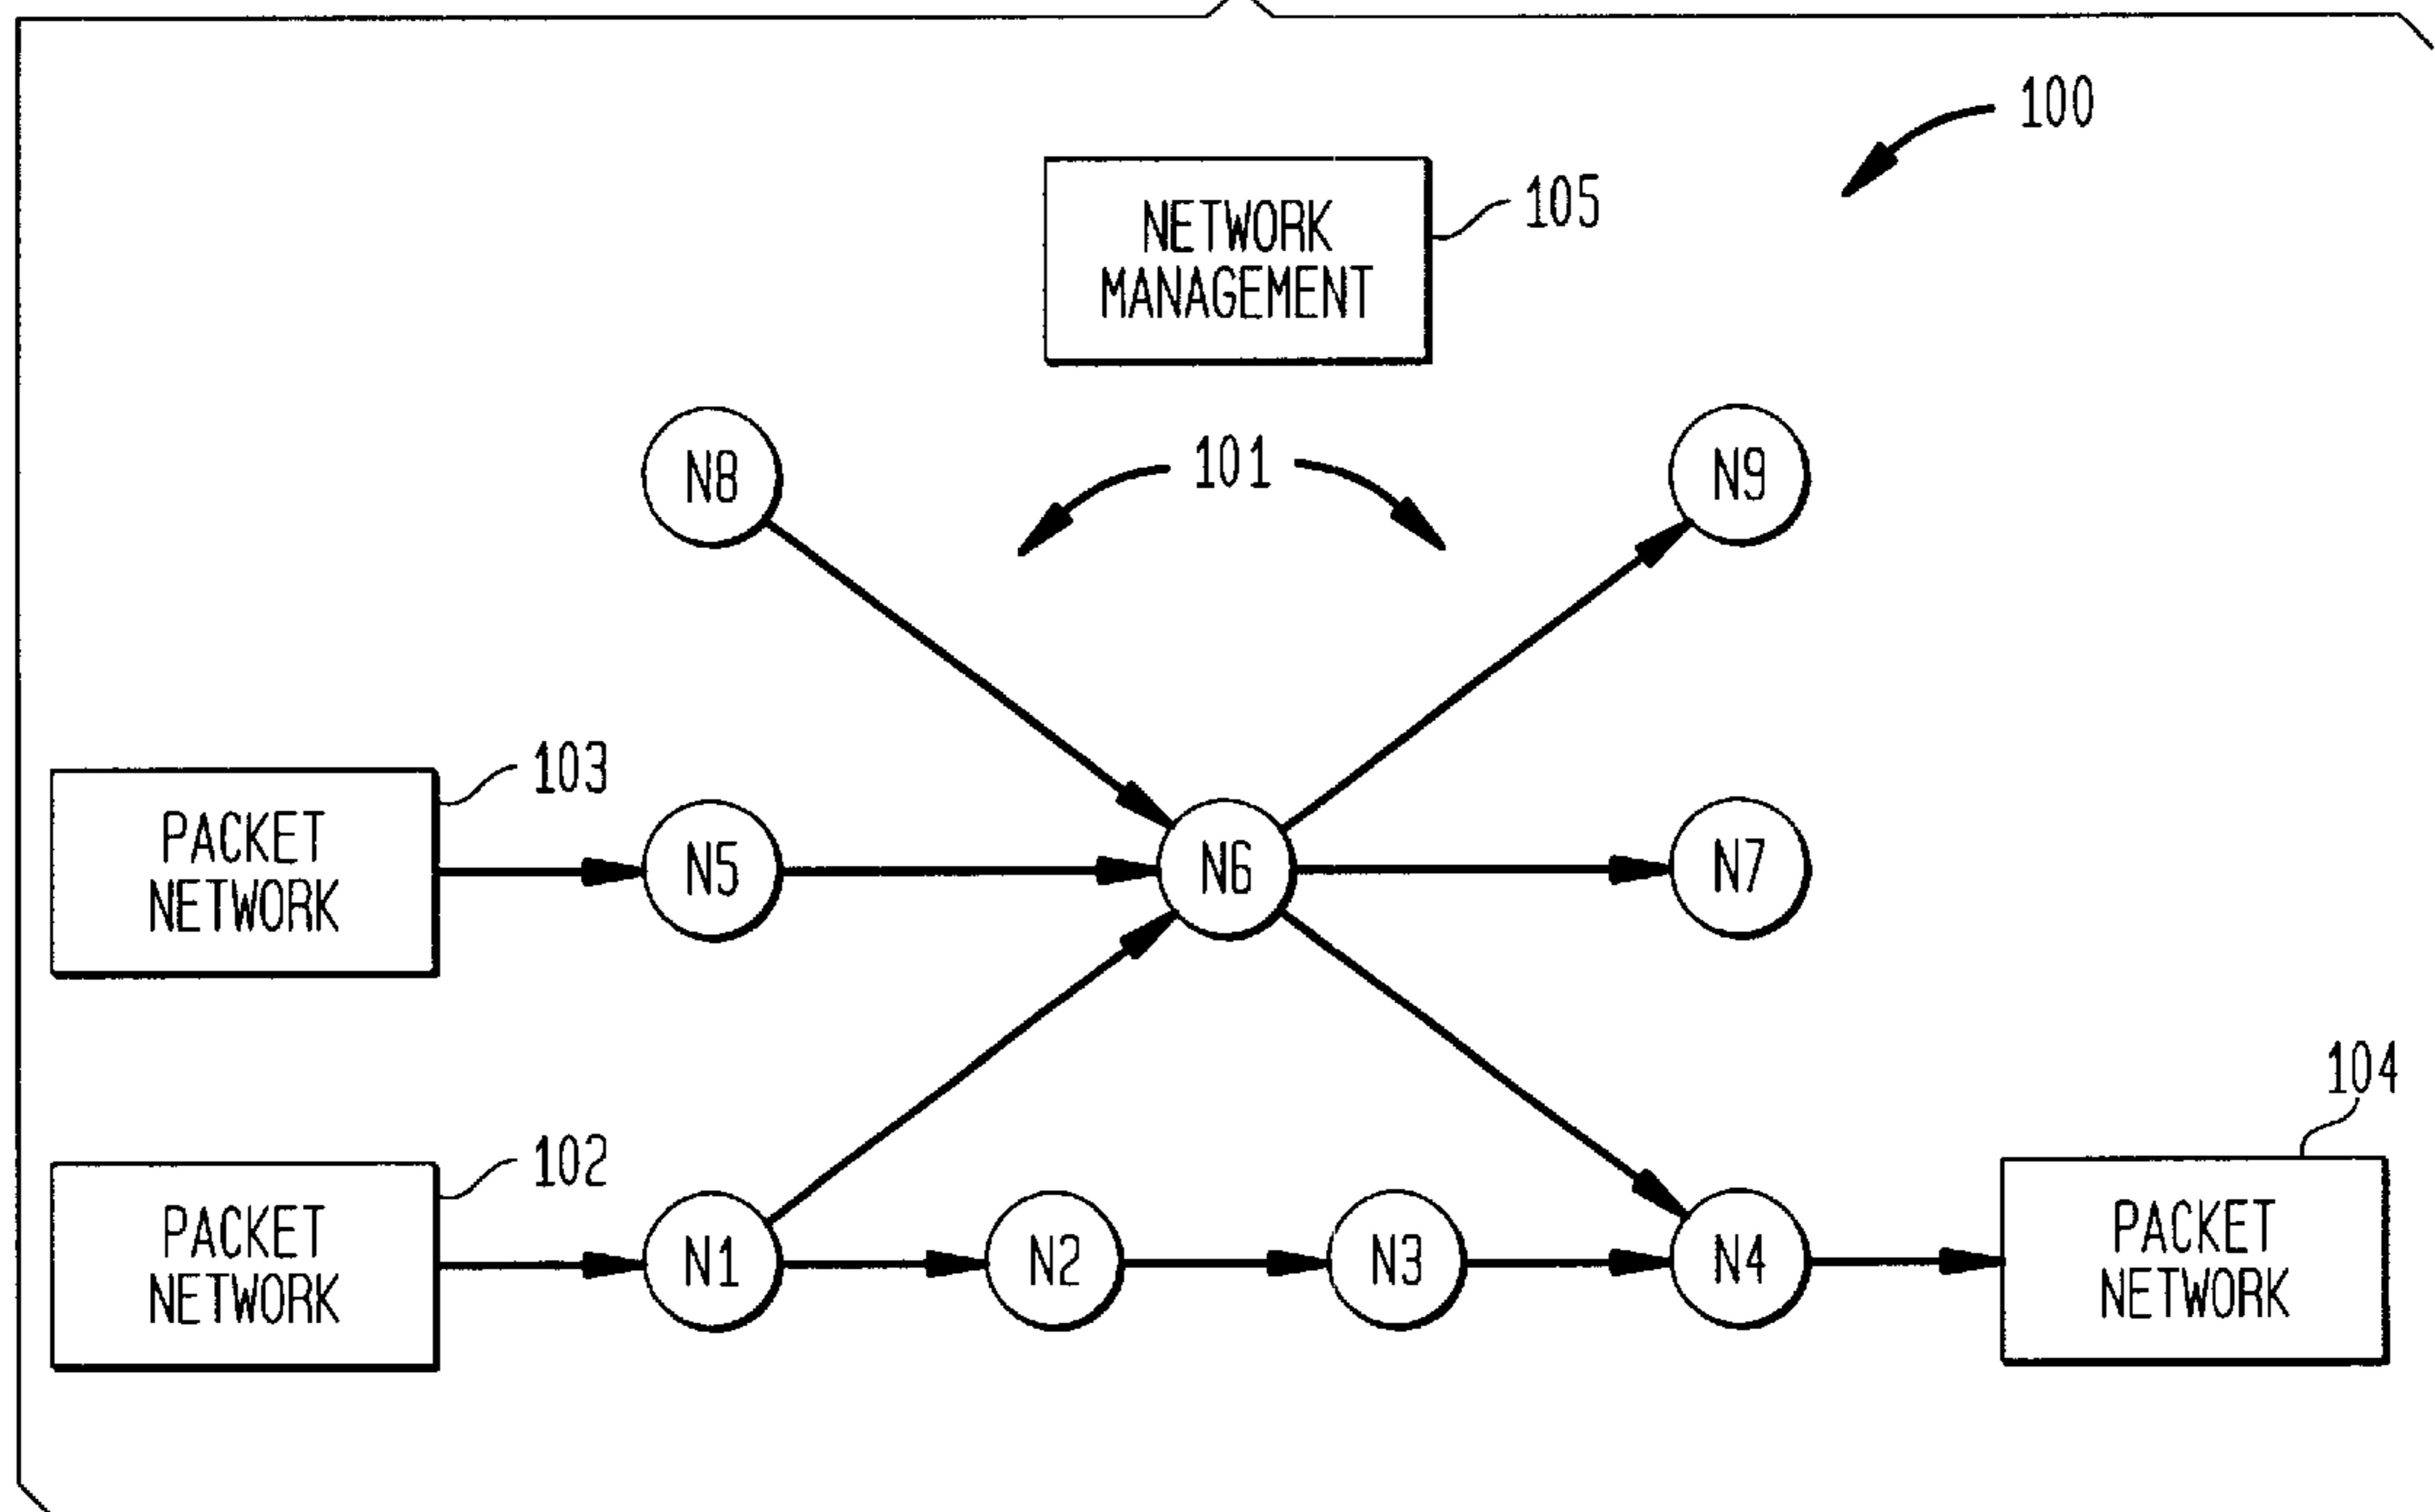 100
NETWORK
MANAGEMENT
105
N8
101
N9
103
PACKET
NETWORK
N5
N6
N7
104
102
PACKET
NETWORK
N1
N2
N3
N4
PACKET
NETWORK